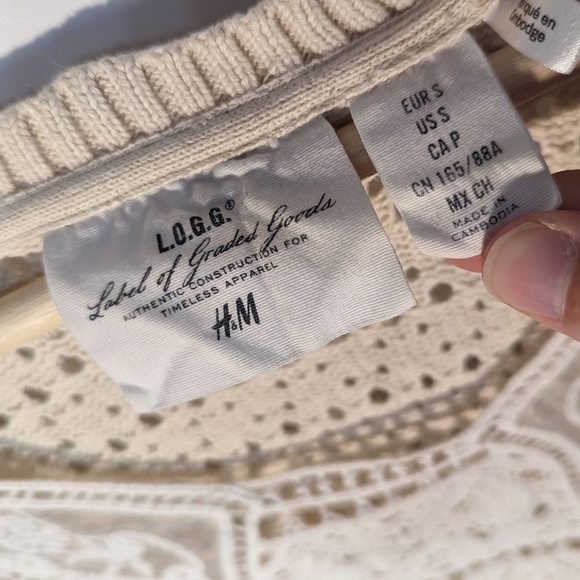 L.O.G.G.®
Label of Graded Goods
AUTHENTIC CONSTRUCTION FOR
TIMELESS APPAREL
H&M
EUR S
US S
CA P
CN 165/88A
MX CH
MADE IN
CAMBODIA
en